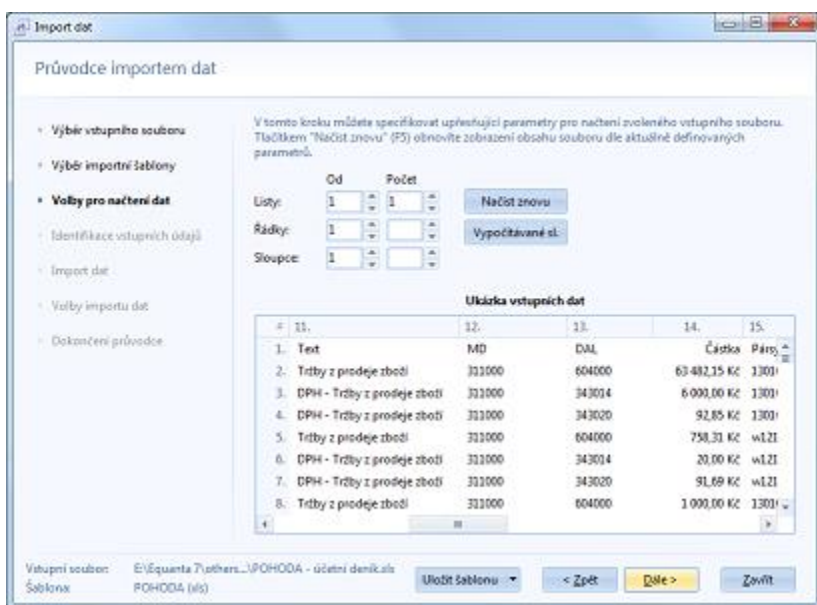 Import dat
Průvodce importem dat
Výběr vstupního souboru
Výběr importní šablony
Volby pro načtení dat
Identifikace vstupních údajů
Import dat
Volby importu dat
Dokončení průvodce
V tomto kroku můžete specifikovat upřesňující parametry pro načtení zvoleného vstupního souboru.
Tlačítkem "Načíst znovu" (F5) obnovíte zobrazení obsahu souboru dle aktuálně definovaných
parametrů.
Od Počet
Listy: 1 1 Načíst znovu
Řádky: 1 Vypočítávané sl.
Sloupce: 1
Ukázka vstupních dat
# 11. 12. 13. 14. 15.
1. Text MD DAL Částka
2. Tržby z prodeje zboží 311000 604000 63 482,15 Kč
3. DPH - Tržby z prodeje zboží 311000 343014 6 000,00 Kč
4. DPH - Tržby z prodeje zboží 311000 343020 92,85 Kč
5. Tržby z prodeje zboží 311000 604000 758,31 Kč
6. DPH - Tržby z prodeje zboží 311000 343014 20,00 Kč
7. DPH - Tržby z prodeje zboží 311000 343020 91,69 Kč
8. Tržby z prodeje zboží 311000 604000 1 000,00 Kč
Vstupní soubor: E:\Equanta 7\others...\POHODA - účetní deník.xls
Šablona: POHODA (xls)
Uložit šablonu < Zpět Dále > Zavřít